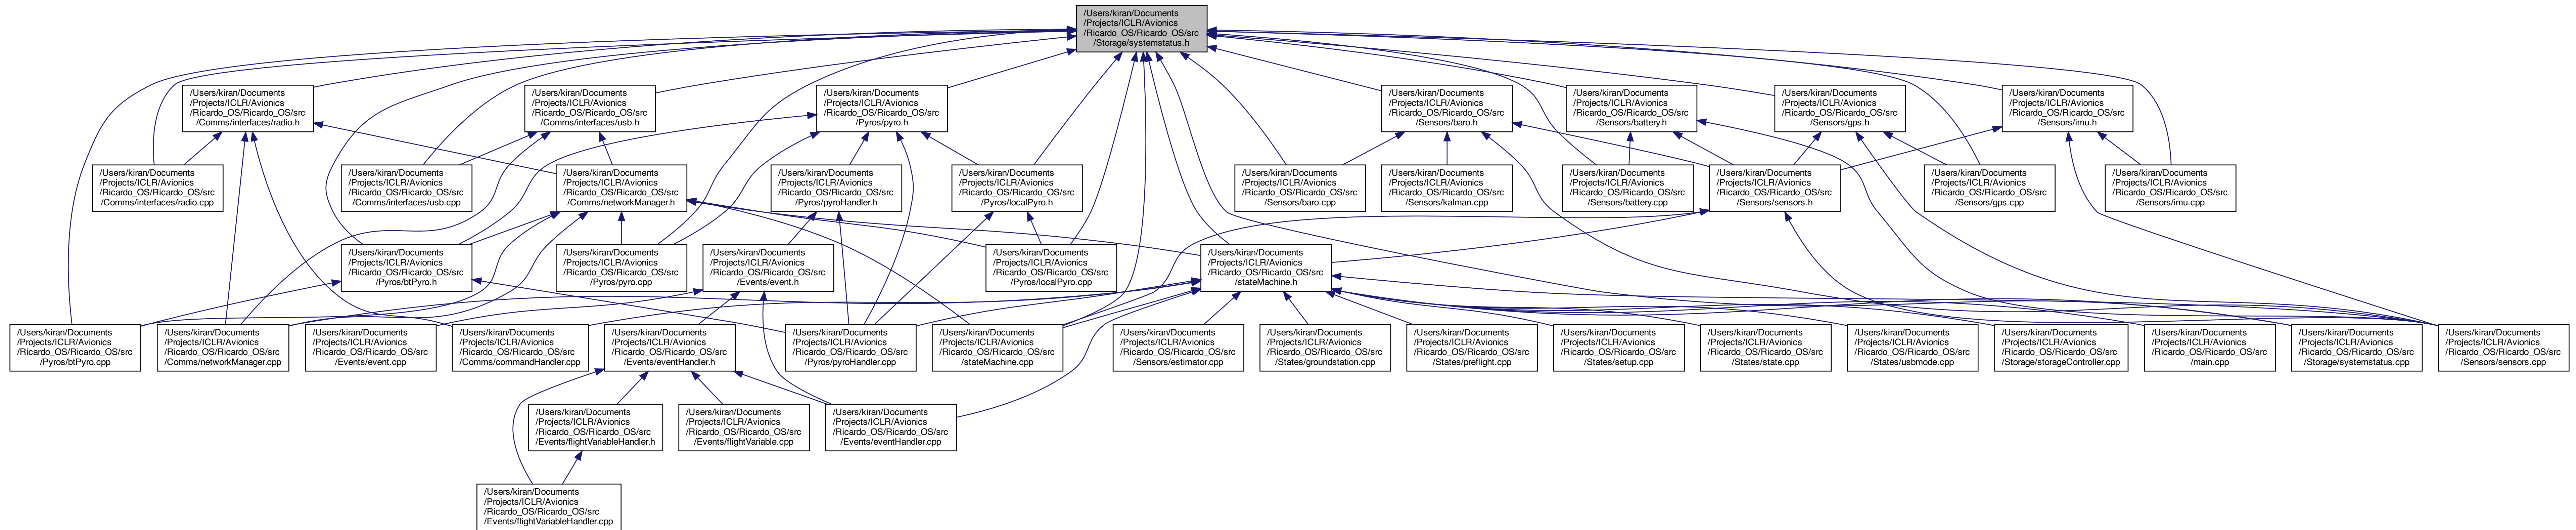 /Users/kiran/Documents
/Projects/ICLR/Avionics
/Ricardo_OS/Ricardo_OS/src
/Storage/systemstatus.h
/Users/kiran/Documents
/Projects/ICLR/Avionics
/Ricardo_OS/Ricardo_OS/src
/Comms/interfaces/radio.h
/Users/kiran/Documents
/Projects/ICLR/Avionics
/Ricardo_OS/Ricardo_OS/src
/Comms/interfaces/usb.h
/Users/kiran/Documents
/Projects/ICLR/Avionics
/Ricardo_OS/Ricardo_OS/src
/Pyros/pyro.h
/Users/kiran/Documents
/Projects/ICLR/Avionics
/Ricardo_OS/Ricardo_OS/src
/Sensors/baro.h
/Users/kiran/Documents
/Projects/ICLR/Avionics
/Ricardo_OS/Ricardo_OS/src
/Sensors/battery.h
/Users/kiran/Documents
/Projects/ICLR/Avionics
/Ricardo_OS/Ricardo_OS/src
/Sensors/gps.h
/Users/kiran/Documents
/Projects/ICLR/Avionics
/Ricardo_OS/Ricardo_OS/src
/Sensors/imu.h
/Users/kiran/Documents
/Projects/ICLR/Avionics
/Ricardo_OS/Ricardo_OS/src
/Comms/interfaces/radio.cpp
/Users/kiran/Documents
/Projects/ICLR/Avionics
/Ricardo_OS/Ricardo_OS/src
/Comms/interfaces/usb.cpp
/Users/kiran/Documents
/Projects/ICLR/Avionics
/Ricardo_OS/Ricardo_OS/src
/Comms/networkManager.h
/Users/kiran/Documents
/Projects/ICLR/Avionics
/Ricardo_OS/Ricardo_OS/src
/Pyros/pyroHandler.h
/Users/kiran/Documents
/Projects/ICLR/Avionics
/Ricardo_OS/Ricardo_OS/src
/Pyros/localPyro.h
/Users/kiran/Documents
/Projects/ICLR/Avionics
/Ricardo_OS/Ricardo_OS/src
/Sensors/baro.cpp
/Users/kiran/Documents
/Projects/ICLR/Avionics
/Ricardo_OS/Ricardo_OS/src
/Sensors/kalman.cpp
/Users/kiran/Documents
/Projects/ICLR/Avionics
/Ricardo_OS/Ricardo_OS/src
/Sensors/battery.cpp
/Users/kiran/Documents
/Projects/ICLR/Avionics
/Ricardo_OS/Ricardo_OS/src
/Sensors/sensors.h
/Users/kiran/Documents
/Projects/ICLR/Avionics
/Ricardo_OS/Ricardo_OS/src
/Sensors/gps.cpp
/Users/kiran/Documents
/Projects/ICLR/Avionics
/Ricardo_OS/Ricardo_OS/src
/Sensors/imu.cpp
/Users/kiran/Documents
/Projects/ICLR/Avionics
/Ricardo_OS/Ricardo_OS/src
/Pyros/btPyro.h
/Users/kiran/Documents
/Projects/ICLR/Avionics
/Ricardo_OS/Ricardo_OS/src
/Pyros/pyro.cpp
/Users/kiran/Documents
/Projects/ICLR/Avionics
/Ricardo_OS/Ricardo_OS/src
/Events/event.h
/Users/kiran/Documents
/Projects/ICLR/Avionics
/Ricardo_OS/Ricardo_OS/src
/Pyros/localPyro.cpp
/Users/kiran/Documents
/Projects/ICLR/Avionics
/Ricardo_OS/Ricardo_OS/src
/stateMachine.h
/Users/kiran/Documents
/Projects/ICLR/Avionics
/Ricardo_OS/Ricardo_OS/src
/Pyros/btPyro.cpp
/Users/kiran/Documents
/Projects/ICLR/Avionics
/Ricardo_OS/Ricardo_OS/src
/Comms/networkManager.cpp
/Users/kiran/Documents
/Projects/ICLR/Avionics
/Ricardo_OS/Ricardo_OS/src
/Events/event.cpp
/Users/kiran/Documents
/Projects/ICLR/Avionics
/Ricardo_OS/Ricardo_OS/src
/Comms/commandHandler.cpp
/Users/kiran/Documents
/Projects/ICLR/Avionics
/Ricardo_OS/Ricardo_OS/src
/Events/eventHandler.h
/Users/kiran/Documents
/Projects/ICLR/Avionics
/Ricardo_OS/Ricardo_OS/src
/Pyros/pyroHandler.cpp
/Users/kiran/Documents
/Projects/ICLR/Avionics
/Ricardo_OS/Ricardo_OS/src
/stateMachine.cpp
/Users/kiran/Documents
/Projects/ICLR/Avionics
/Ricardo_OS/Ricardo_OS/src
/Sensors/estimator.cpp
/Users/kiran/Documents
/Projects/ICLR/Avionics
/Ricardo_OS/Ricardo_OS/src
/States/groundstation.cpp
/Users/kiran/Documents
/Projects/ICLR/Avionics
/Ricardo_OS/Ricardo_OS/src
/States/preflight.cpp
/Users/kiran/Documents
/Projects/ICLR/Avionics
/Ricardo_OS/Ricardo_OS/src
/States/setup.cpp
/Users/kiran/Documents
/Projects/ICLR/Avionics
/Ricardo_OS/Ricardo_OS/src
/States/state.cpp
/Users/kiran/Documents
/Projects/ICLR/Avionics
/Ricardo_OS/Ricardo_OS/src
/States/usbmode.cpp
/Users/kiran/Documents
/Projects/ICLR/Avionics
/Ricardo_OS/Ricardo_OS/src
/Storage/storageController.cpp
/Users/kiran/Documents
/Projects/ICLR/Avionics
/Ricardo_OS/Ricardo_OS/src
/main.cpp
/Users/kiran/Documents
/Projects/ICLR/Avionics
/Ricardo_OS/Ricardo_OS/src
/Storage/systemstatus.cpp
/Users/kiran/Documents
/Projects/ICLR/Avionics
/Ricardo_OS/Ricardo_OS/src
/Sensors/sensors.cpp
/Users/kiran/Documents
/Projects/ICLR/Avionics
/Ricardo_OS/Ricardo_OS/src
/Events/flightVariableHandler.h
/Users/kiran/Documents
/Projects/ICLR/Avionics
/Ricardo_OS/Ricardo_OS/src
/Events/flightVariable.cpp
/Users/kiran/Documents
/Projects/ICLR/Avionics
/Ricardo_OS/Ricardo_OS/src
/Events/eventHandler.cpp
/Users/kiran/Documents
/Projects/ICLR/Avionics
/Ricardo_OS/Ricardo_OS/src
/Events/flightVariableHandler.cpp